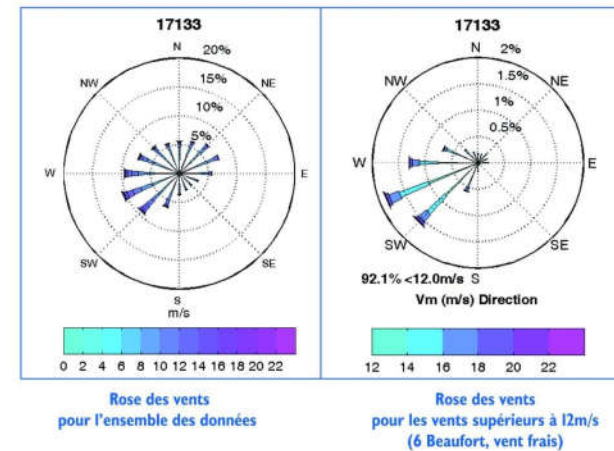 17133
N
20%
NW
NE
15%
10%
5%
W
E
SW
SE
S
m/s
0 2 4 6 8 10 12 14 16 18 20 22
Rose des vents
pour l'ensemble des données
17133
N
2%
NW
NE
1.5%
1%
0.5%
W
E
SW
SE
92.1% <12.0m/s S
Vm (m/s) Direction
12 14 16 18 20 22
Rose des vents
pour les vents supérieurs à 12m/s
(6 Beaufort, vent frais)